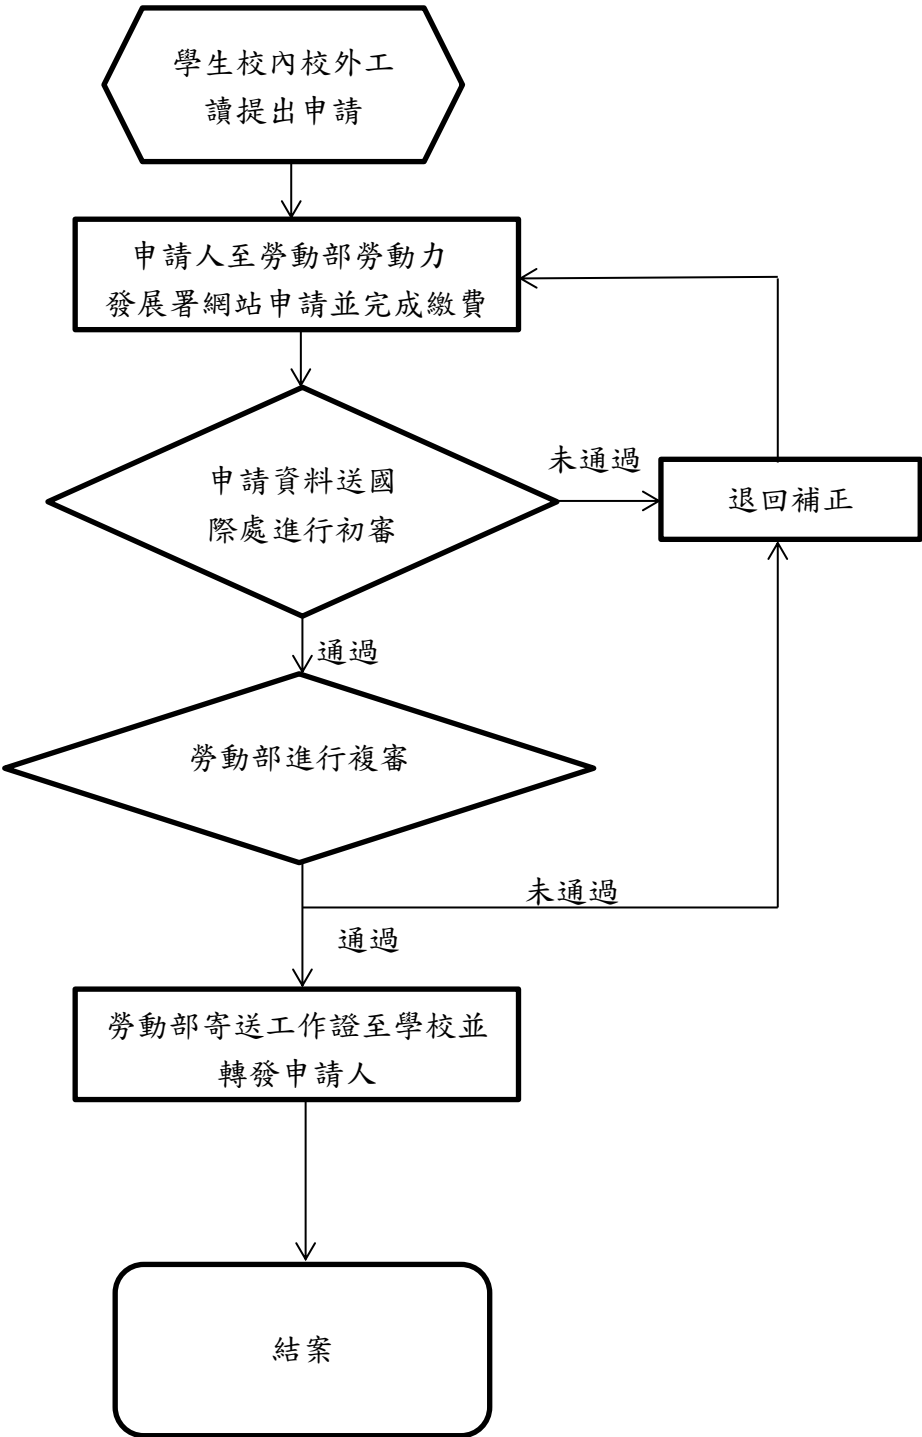 學生校內校外工
讀提出申請
申請人至勞動部勞動力
發展署網站申請並完成繳費
申請資料送國
際處進行初審
未通過
退回補正
通過
勞動部進行複審
未通過
通過
勞動部寄送工作證至學校並
轉發申請人
結案